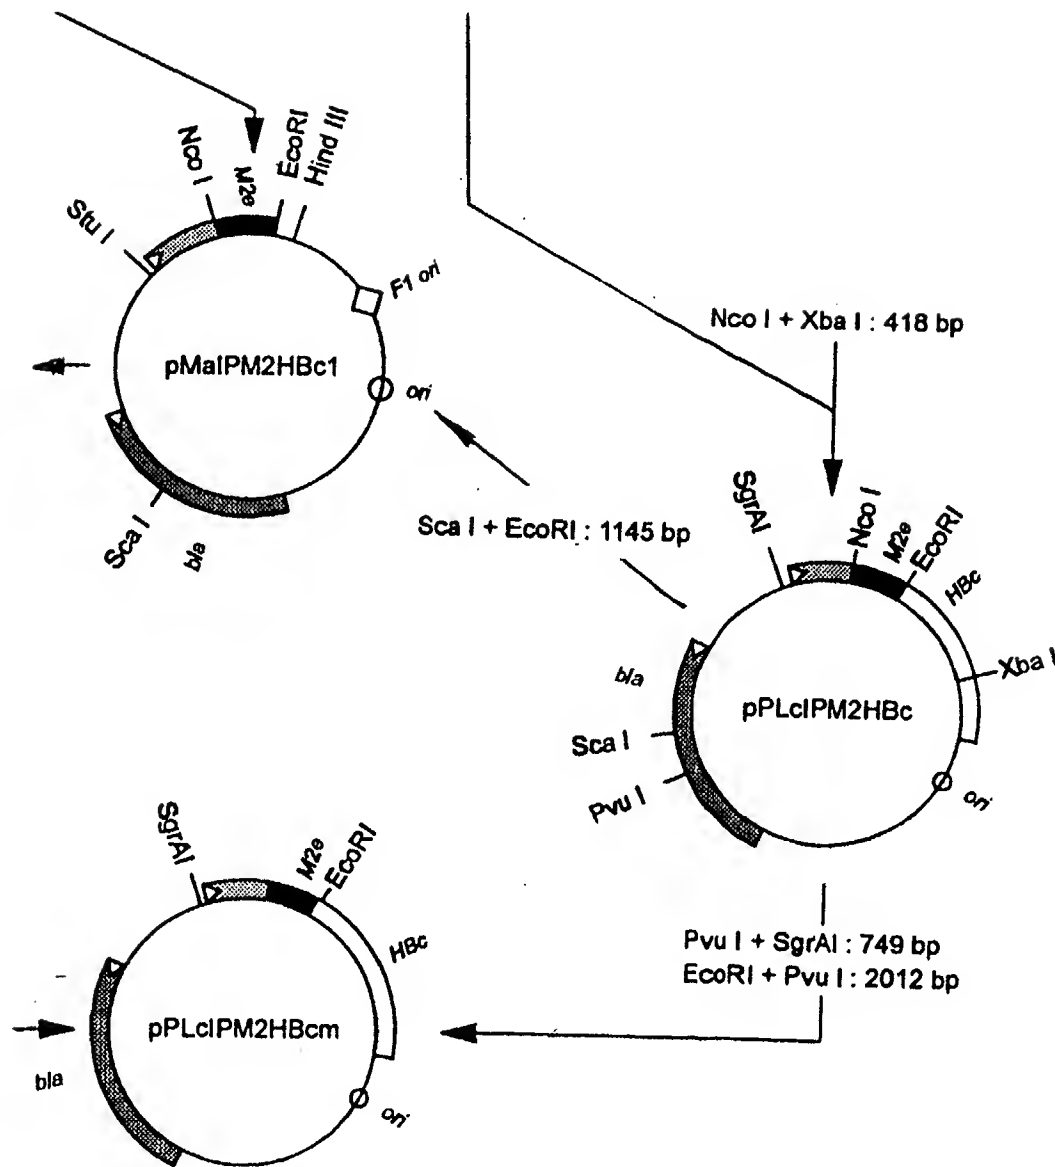 Nco I
M2e
EcoRI
Hind III
Stu I
F1 ori
pMalPM2HBc1
ori
Sca I
bla
Nco I + Xba I : 418 bp
Sca I + EcoRI : 1145 bp
SgrAI
Nco I
M2e
EcoRI
HBc
Xba I
bla
pPLcIPM2HBc
Sca I
Pvu I
ori
SgrAI
M2e
EcoRI
HBc
Pvu I + SgrAI : 749 bp
EcoRI + Pvu I : 2012 bp
pPLcIPM2HBcm
bla
ori